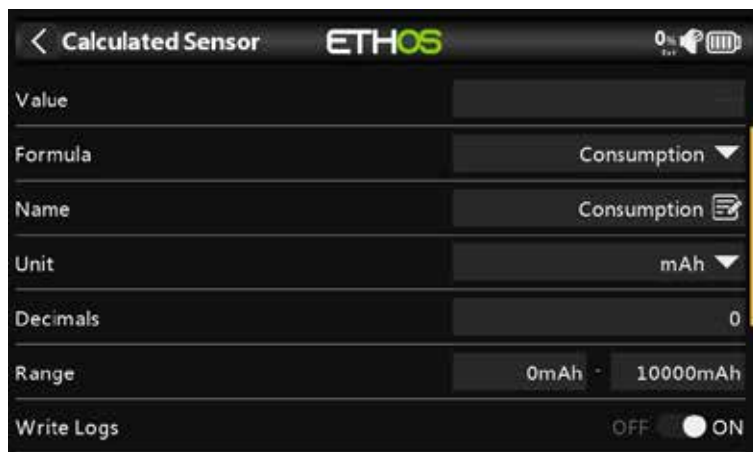 < Calculated Sensor ETHOS 0%
Value ---
Formula Consumption
Name Consumption
Unit mAh
Decimals 0
Range 0mAh - 10000mAh
Write Logs OFF ON